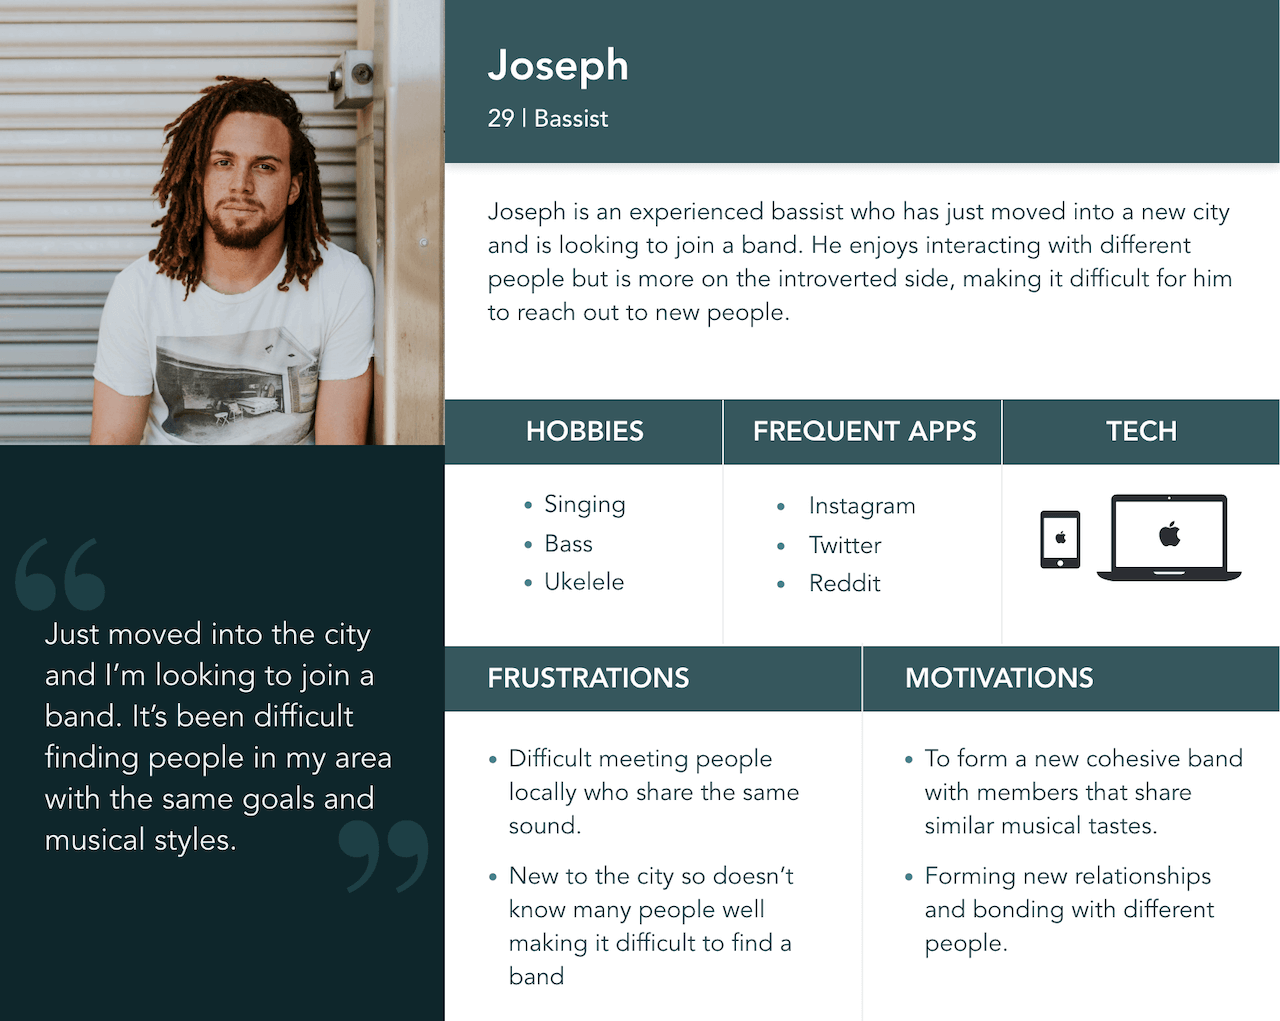 Joseph
29 | Bassist
Joseph is an experienced bassist who has just moved into a new city
and is looking to join a band. He enjoys interacting with different
people but is more on the introverted side, making it difficult for him
to reach out to new people.
HOBBIES
• Singing
• Bass
• Ukelele
FREQUENT APPS
• Instagram
• Twitter
• Reddit
TECH
“
Just moved into the city
and I’m looking to join a
band. It’s been difficult
finding people in my area
with the same goals and
musical styles.
”
FRUSTRATIONS
• Difficult meeting people
locally who share the same
sound.
• New to the city so doesn’t
know many people well
making it difficult to find a
band
MOTIVATIONS
• To form a new cohesive band
with members that share
similar musical tastes.
• Forming new relationships
and bonding with different
people.